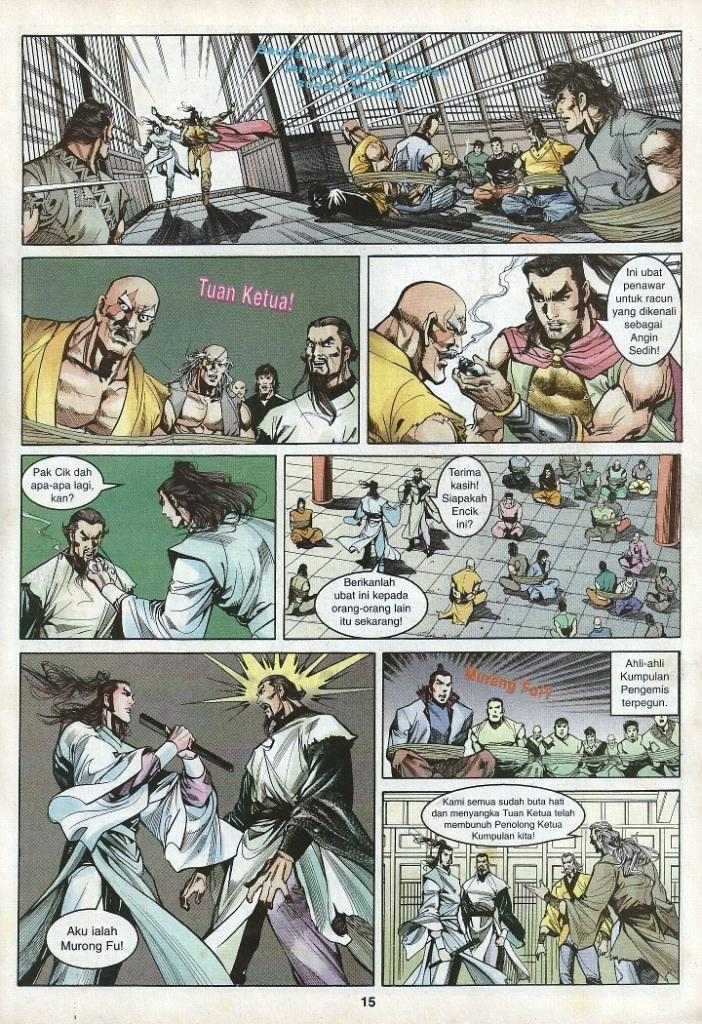 Tuan Ketua!
Ini ubat
penawar
untuk racun
yang dikenali
sebagai
Angin
Sedih!
Pak Cik dah
apa-apa lagi,
kan?
Terima
kasih!
Siapakah
Encik
ini?
Berikanlah
ubat ini kepada
orang-orang lain
itu sekarang!
Aku ialah
Murong Fu!
Murong Fu??
Ahli-ahli
Kumpulan
Pengemis
terpegun.
Kami semua sudah buta hati
dan menyangka Tuan Ketua telah
membunuh Penolong Ketua
Kumpulan kita!
15